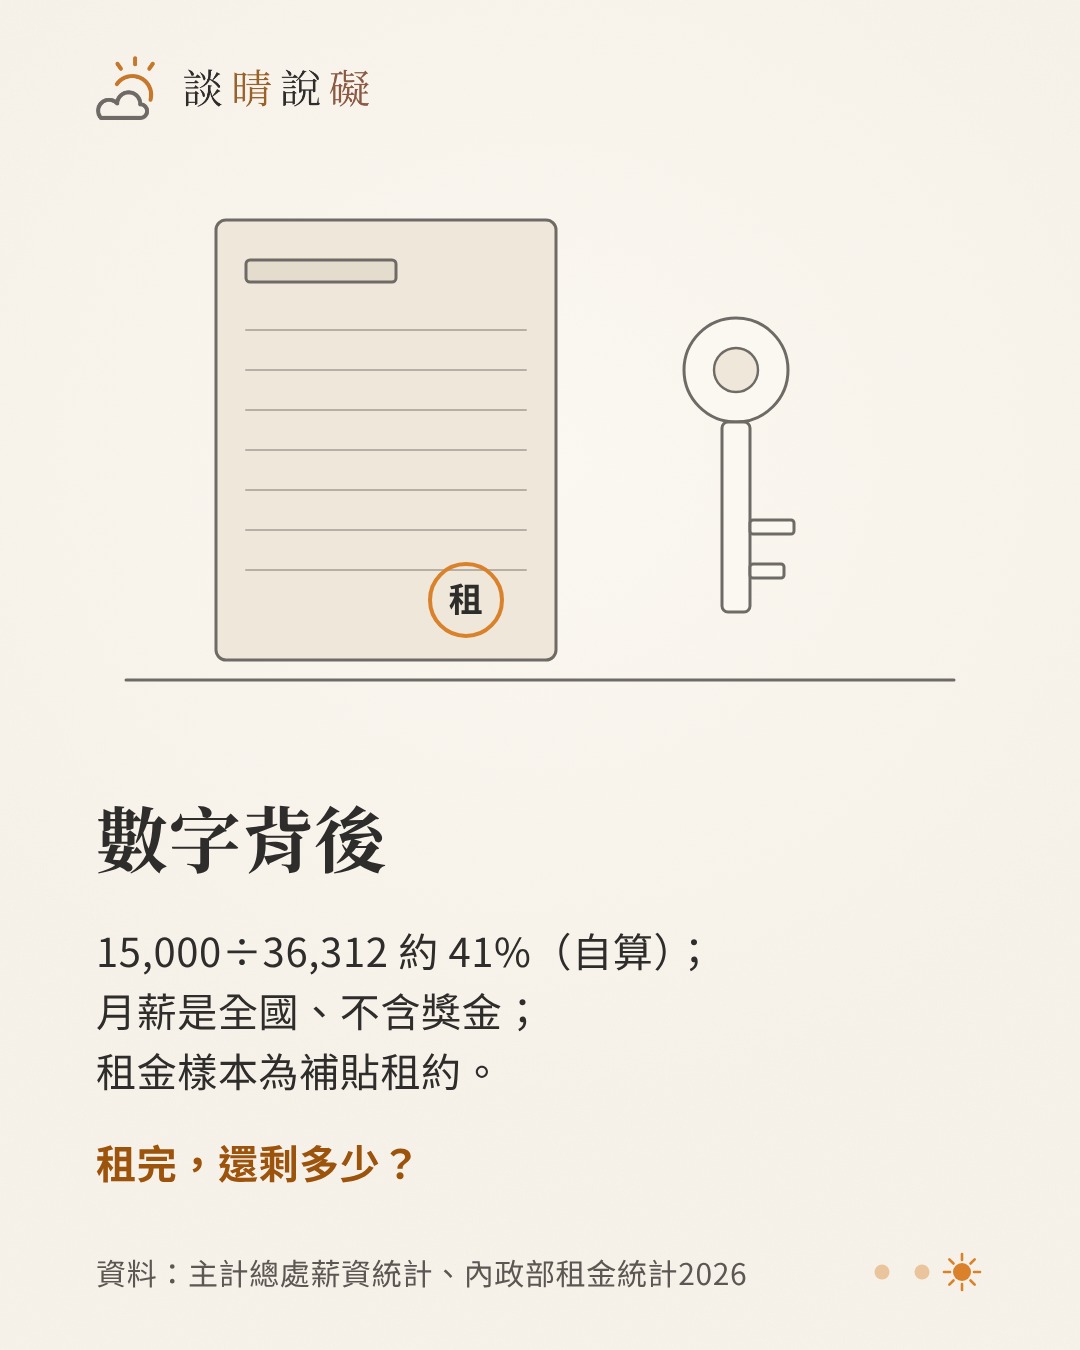 談晴說礙
租
數字背後
15,000÷36,312 約 41%（自算）；
月薪是全國、不含獎金；
租金樣本為補貼租約。
租完，還剩多少？
資料：主計總處薪資統計、內政部租金統計2026